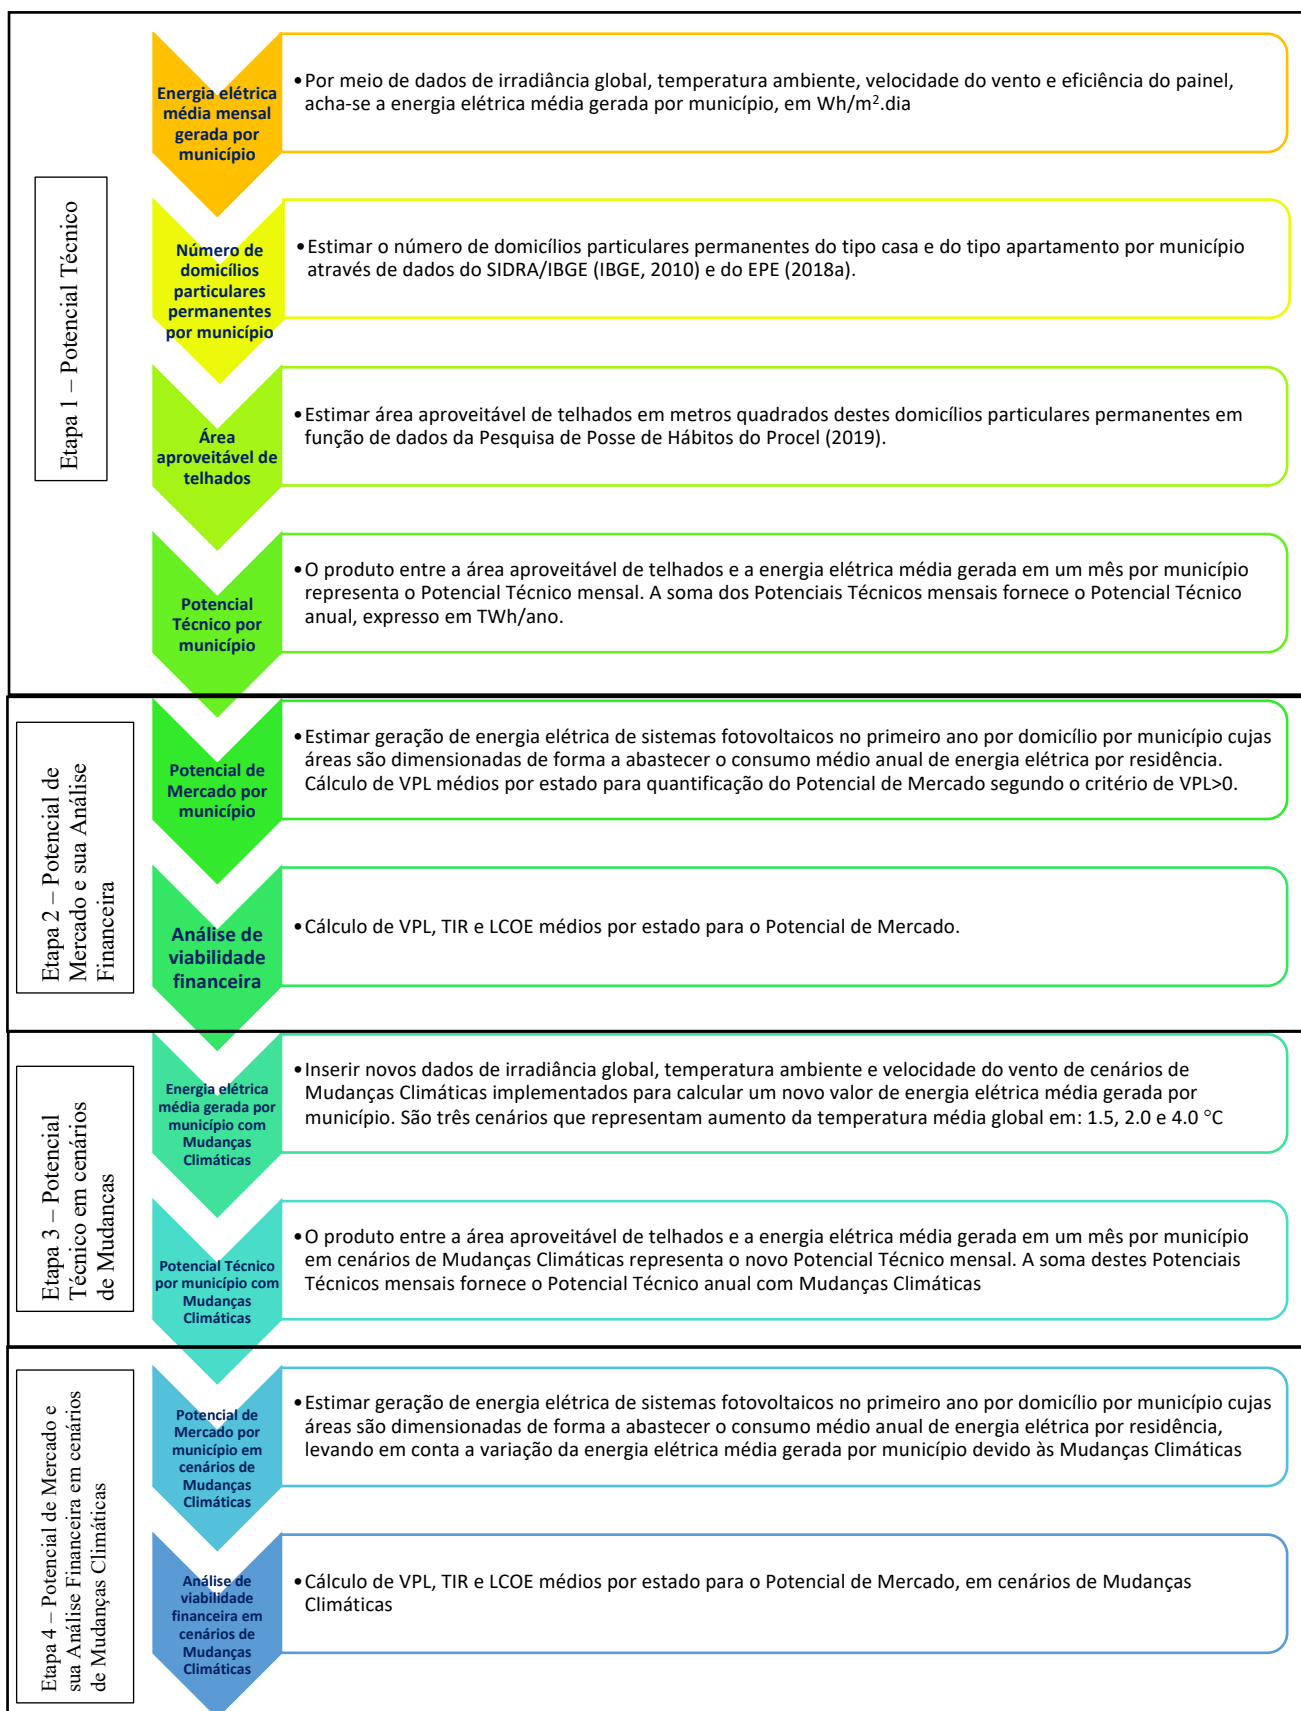 Etapa 1 – Potencial Técnico
Energia elétrica
média mensal
gerada por
município
•Por meio de dados de irradiância global, temperatura ambiente, velocidade do vento e eficiência do painel,
acha-se a energia elétrica média gerada por município, em Wh/m².dia
Número de
domicílios
particulares
permanentes
por município
•Estimar o número de domicílios particulares permanentes do tipo casa e do tipo apartamento por município
através de dados do SIDRA/IBGE (IBGE, 2010) e do EPE (2018a).
Área
aproveitável de
telhados
•Estimar área aproveitável de telhados em metros quadrados destes domicílios particulares permanentes em
função de dados da Pesquisa de Posse de Hábitos do Procel (2019).
Potencial
Técnico por
município
•O produto entre a área aproveitável de telhados e a energia elétrica média gerada em um mês por município
representa o Potencial Técnico mensal. A soma dos Potenciais Técnicos mensais fornece o Potencial Técnico
anual, expresso em TWh/ano.
Etapa 2 – Potencial de
Mercado e sua Análise
Financeira
Potencial de
Mercado por
município
•Estimar geração de energia elétrica de sistemas fotovoltaicos no primeiro ano por domicílio por município cujas
áreas são dimensionadas de forma a abastecer o consumo médio anual de energia elétrica por residência.
Cálculo de VPL médios por estado para quantificação do Potencial de Mercado segundo o critério de VPL>0.
Análise de
viabilidade
financeira
•Cálculo de VPL, TIR e LCOE médios por estado para o Potencial de Mercado.
Etapa 3 – Potencial
Técnico em cenários
de Mudanças
Energia elétrica
média gerada por
município com
Mudanças
Climáticas
•Inserir novos dados de irradiância global, temperatura ambiente e velocidade do vento de cenários de
Mudanças Climáticas implementados para calcular um novo valor de energia elétrica média gerada por
município. São três cenários que representam aumento da temperatura média global em: 1.5, 2.0 e 4.0 °C
Potencial Técnico
por município com
Mudanças
Climáticas
•O produto entre a área aproveitável de telhados e a energia elétrica média gerada em um mês por município
em cenários de Mudanças Climáticas representa o novo Potencial Técnico mensal. A soma destes Potenciais
Técnicos mensais fornece o Potencial Técnico anual com Mudanças Climáticas
Etapa 4 – Potencial de Mercado e
sua Análise Financeira em cenários
de Mudanças Climáticas
Potencial de
Mercado por
município em
cenários de
Mudanças
Climáticas
•Estimar geração de energia elétrica de sistemas fotovoltaicos no primeiro ano por domicílio por município cujas
áreas são dimensionadas de forma a abastecer o consumo médio anual de energia elétrica por residência,
levando em conta a variação da energia elétrica média gerada por município devido às Mudanças Climáticas
Análise de
viabilidade
financeira em
cenários de
Mudanças
Climáticas
•Cálculo de VPL, TIR e LCOE médios por estado para o Potencial de Mercado, em cenários de Mudanças
Climáticas